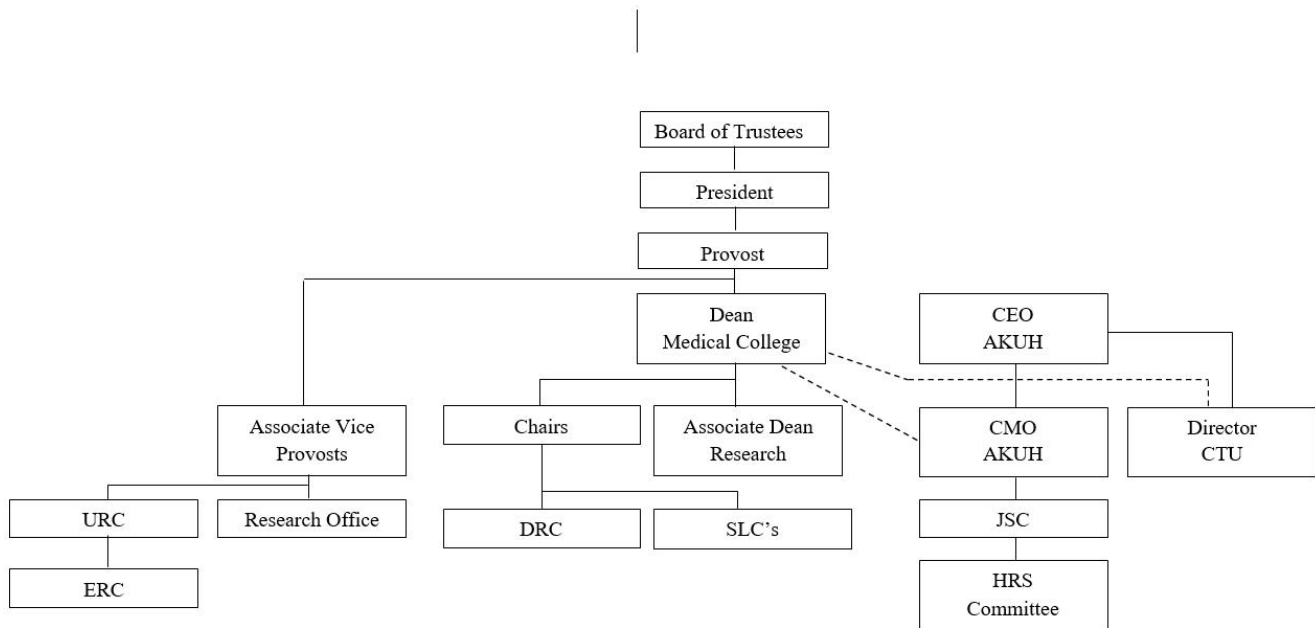 Board of Trustees
President
Provost
Dean
Medical College
CEO
AKUH
Associate Vice
Provosts
Chairs
Associate Dean
Research
CMO
AKUH
Director
CTU
URC
Research Office
DRC
SLC’s
JSC
ERC
HRS
Committee